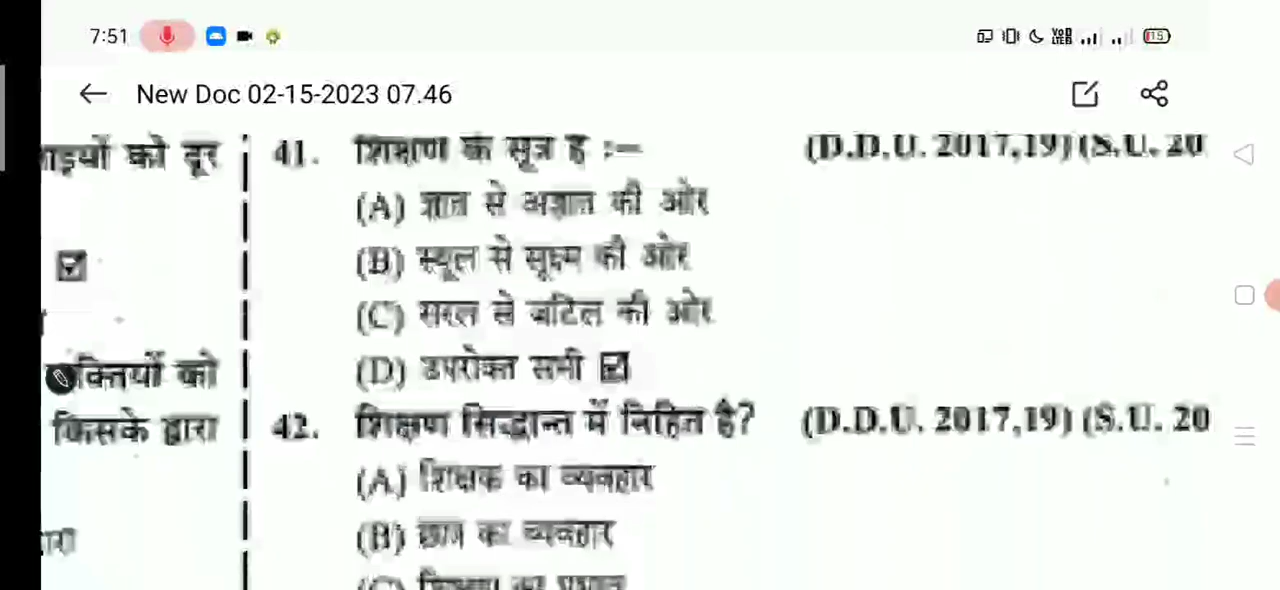 7:51
New Doc 02-15-2023 07.46
को दूर
क्तियों को
किसके द्वारा
41. शिक्षण के सूत्र है :— (D.D.U. 2017,19) (S.U. 20
(A) ज्ञात से अज्ञात की ओर
(B) स्थूल से सूक्ष्म की ओर
(C) सरल से जटिल की ओर
(D) उपरोक्त सभी
42. शिक्षण सिद्धान्त में निहित है? (D.D.U. 2017,19) (S.U. 20
(A) शिक्षक का व्यवहार
(B) छात्र का व्यवहार